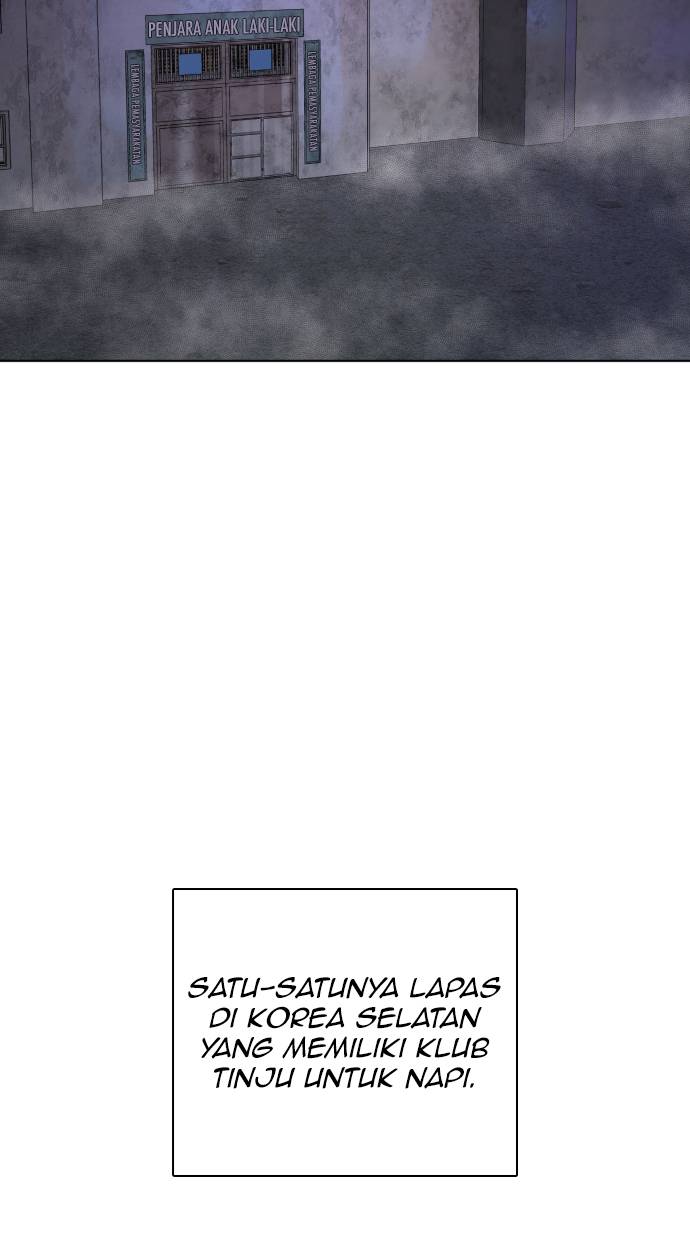 PENJARA ANAK LAKI-LAKI
LEMBAGA PEMASYARAKATAN
LEMBAGA PEMASYARAKATAN
SATU-SATUNYA LAPAS
DI KOREA SELATAN
YANG MEMILIKI KLUB
TINJU UNTUK NAPI.